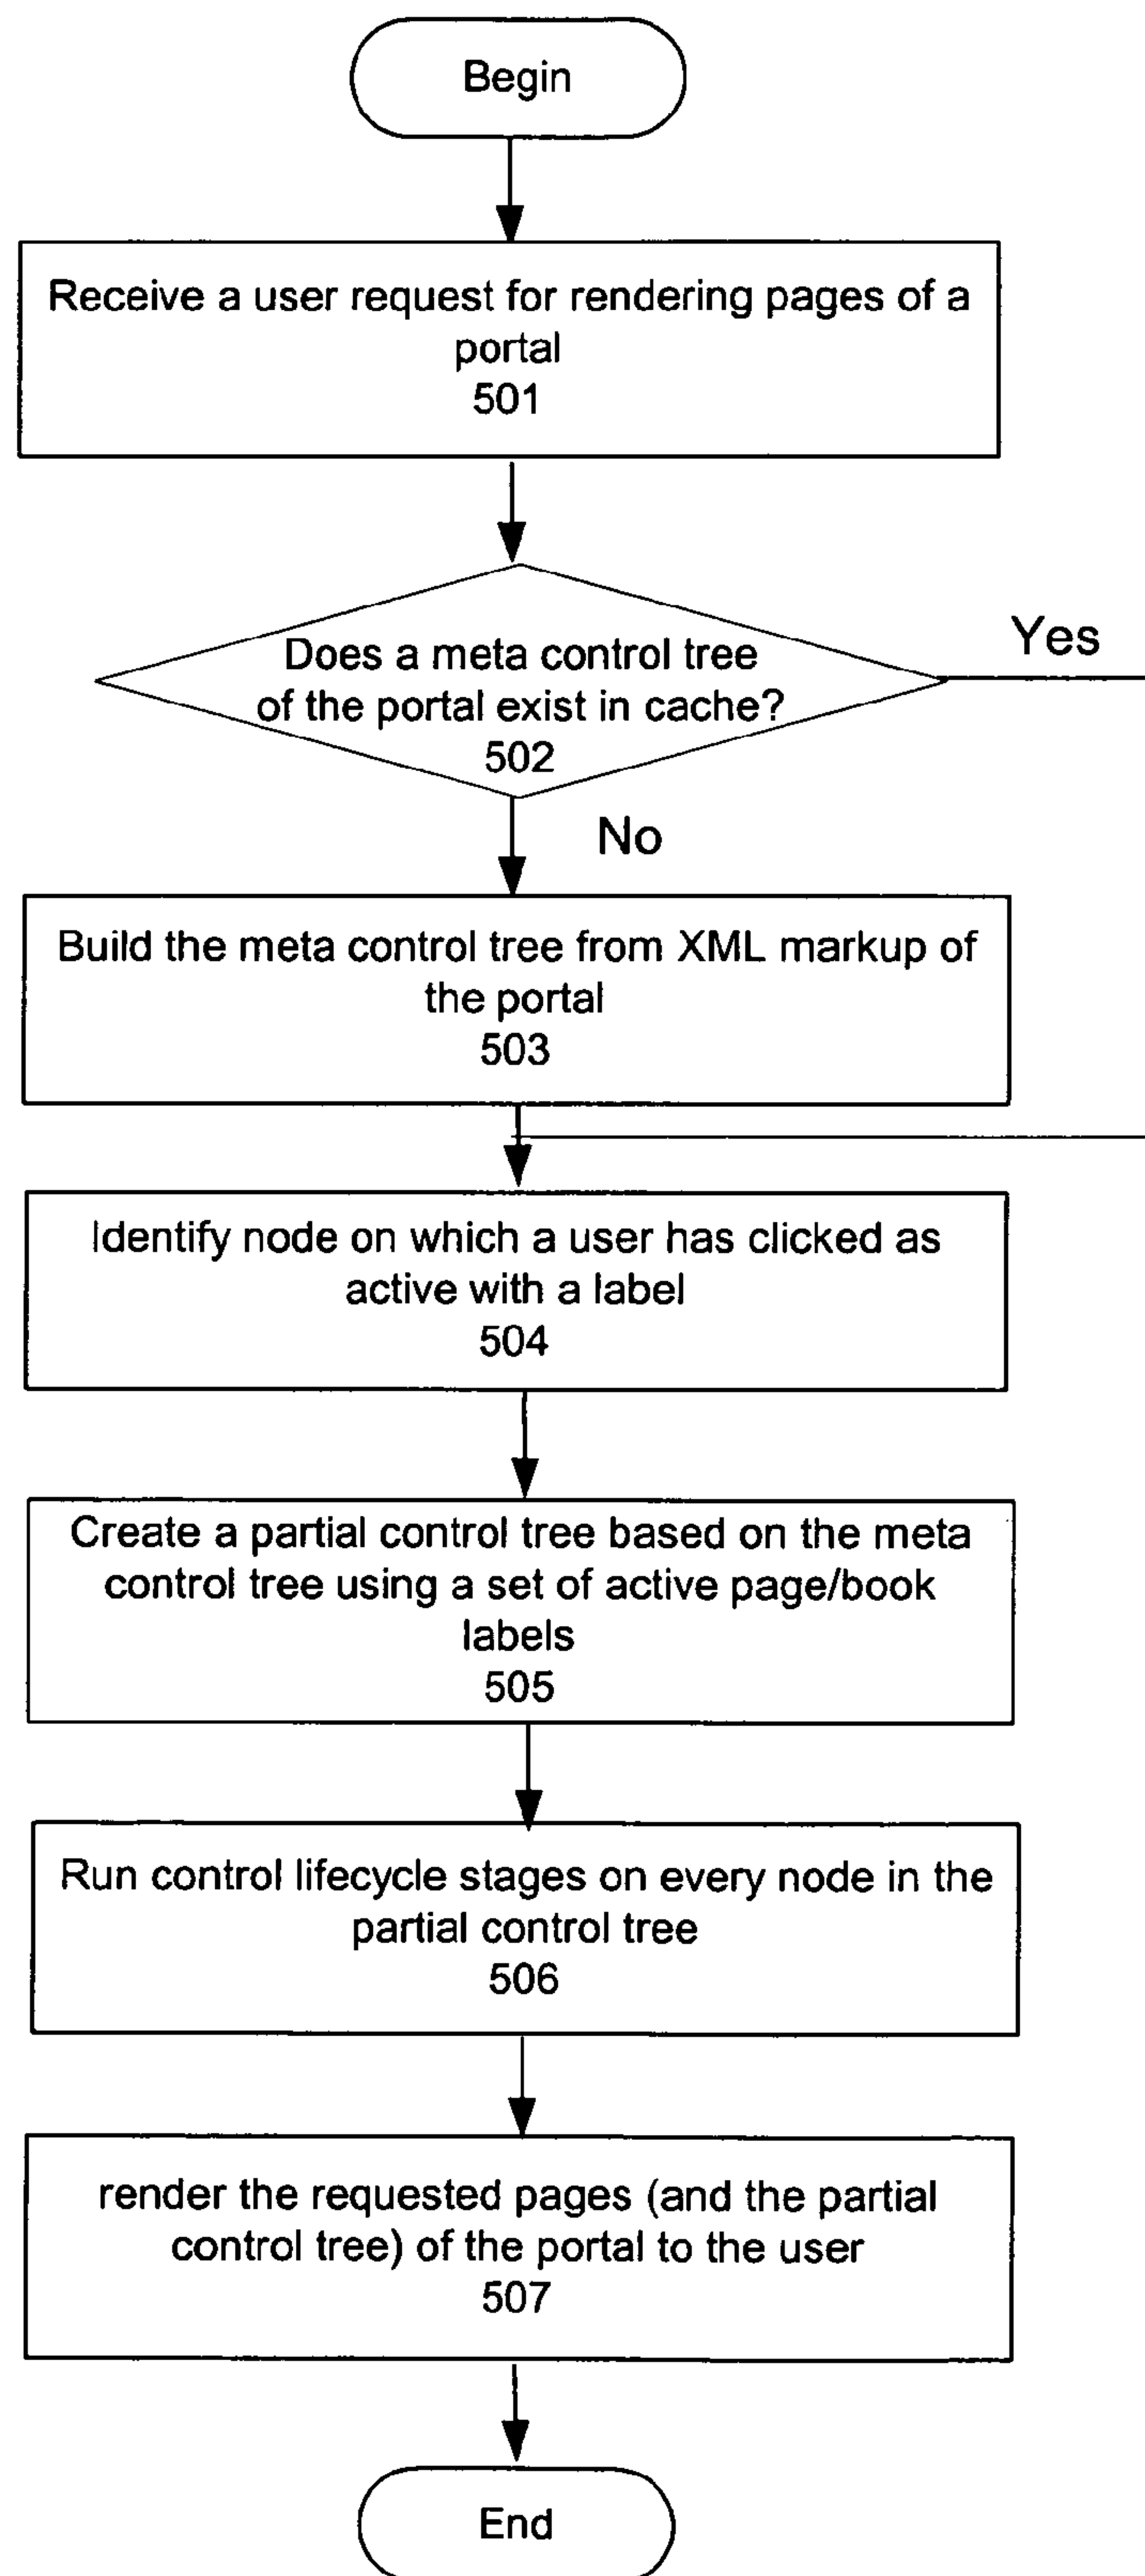 Begin
Receive a user request for rendering pages of a
portal
501
Does a meta control tree
of the portal exist in cache?
502
Yes
No
Build the meta control tree from XML markup of
the portal
503
Identify node on which a user has clicked as
active with a label
504
Create a partial control tree based on the meta
control tree using a set of active page/book
labels
505
Run control lifecycle stages on every node in the
partial control tree
506
render the requested pages (and the partial
control tree) of the portal to the user
507
End